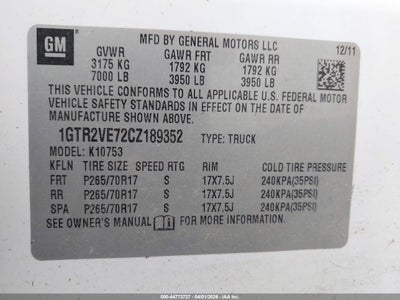 GM
MFD BY GENERAL MOTORS LLC
12/11
GVWR GAWR FRT GAWR RR
3175 KG 1792 KG 1792 KG
7000 LB 3950 LB 3950 LB
THIS VEHICLE CONFORMS TO ALL APPLICABLE U.S. FEDERAL MOTOR
VEHICLE SAFETY STANDARDS IN EFFECT ON THE DATE OF
MANUFACTURE SHOWN ABOVE.
1GTR2VE72CZ189352 TYPE: TRUCK
MODEL: K10753
KFLN TIRE SIZE SPEED RTG RIM COLD TIRE PRESSURE
FRT P265/70R17 S 17X7.5J 240KPA(35PSI)
RR P265/70R17 S 17X7.5J 240KPA(35PSI)
SPA P265/70R17 S 17X7.5J 240KPA(35PSI)
SEE OWNER'S MANUAL FOR ADDITIONAL INFORMATION.
000-44773737 - 04/01/2026 - Copyright IAA, LLC